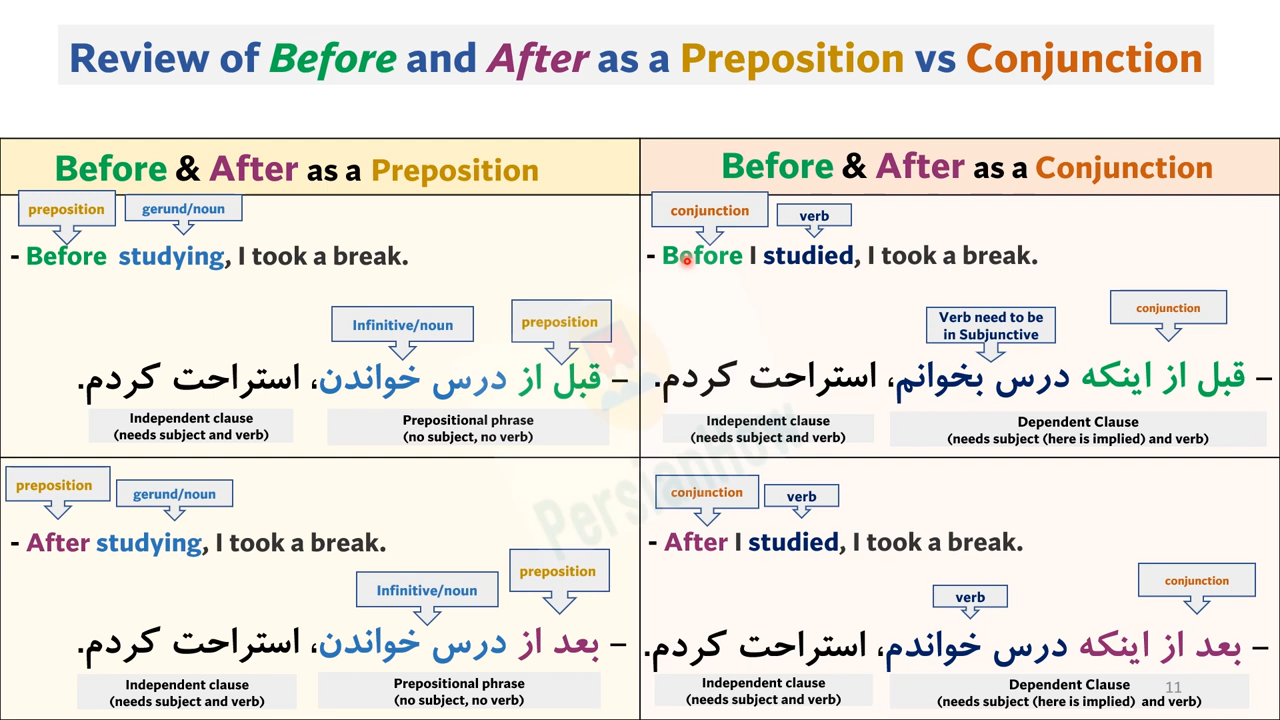 Review of Before and After as a Preposition vs Conjunction
Before & After as a Preposition
preposition
gerund/noun
- Before studying, I took a break.
Infinitive/noun
preposition
– قبل از درس خواندن، استراحت کردم.
Independent clause
(needs subject and verb)
Prepositional phrase
(no subject, no verb)
Before & After as a Conjunction
conjunction
verb
- Before I studied, I took a break.
Verb need to be
in Subjunctive
conjunction
– قبل از اینکه درس بخوانم، استراحت کردم.
Independent clause
(needs subject and verb)
Dependent Clause
(needs subject (here is implied) and verb)
preposition
gerund/noun
- After studying, I took a break.
Infinitive/noun
preposition
– بعد از درس خواندن، استراحت کردم.
Independent clause
(needs subject and verb)
Prepositional phrase
(no subject, no verb)
conjunction
verb
- After I studied, I took a break.
verb
conjunction
– بعد از اینکه درس خواندم، استراحت کردم.
Independent clause
(needs subject and verb)
Dependent Clause
(needs subject (here is implied) and verb)
11
PersianHow